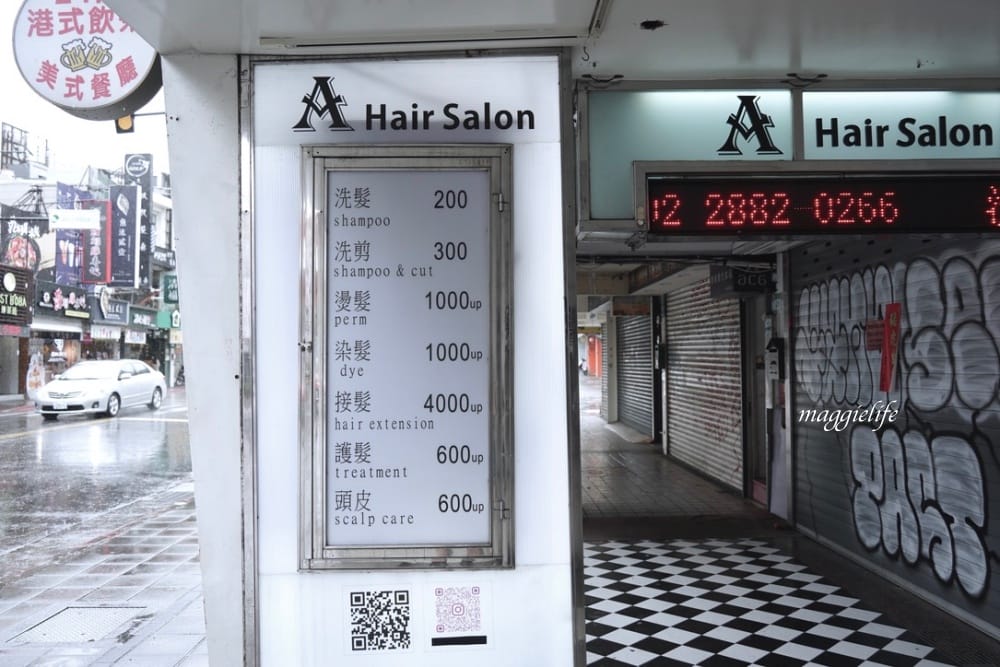 港式飲
美式餐廳
A Hair Salon
洗髮 200
shampoo
洗剪 300
shampoo & cut
燙髮 1000up
perm
染髮 1000up
dye
接髮 4000up
hair extension
護髮 600up
treatment
頭皮 600up
scalp care
A Hair Salon
02 2882-0266
maggielife